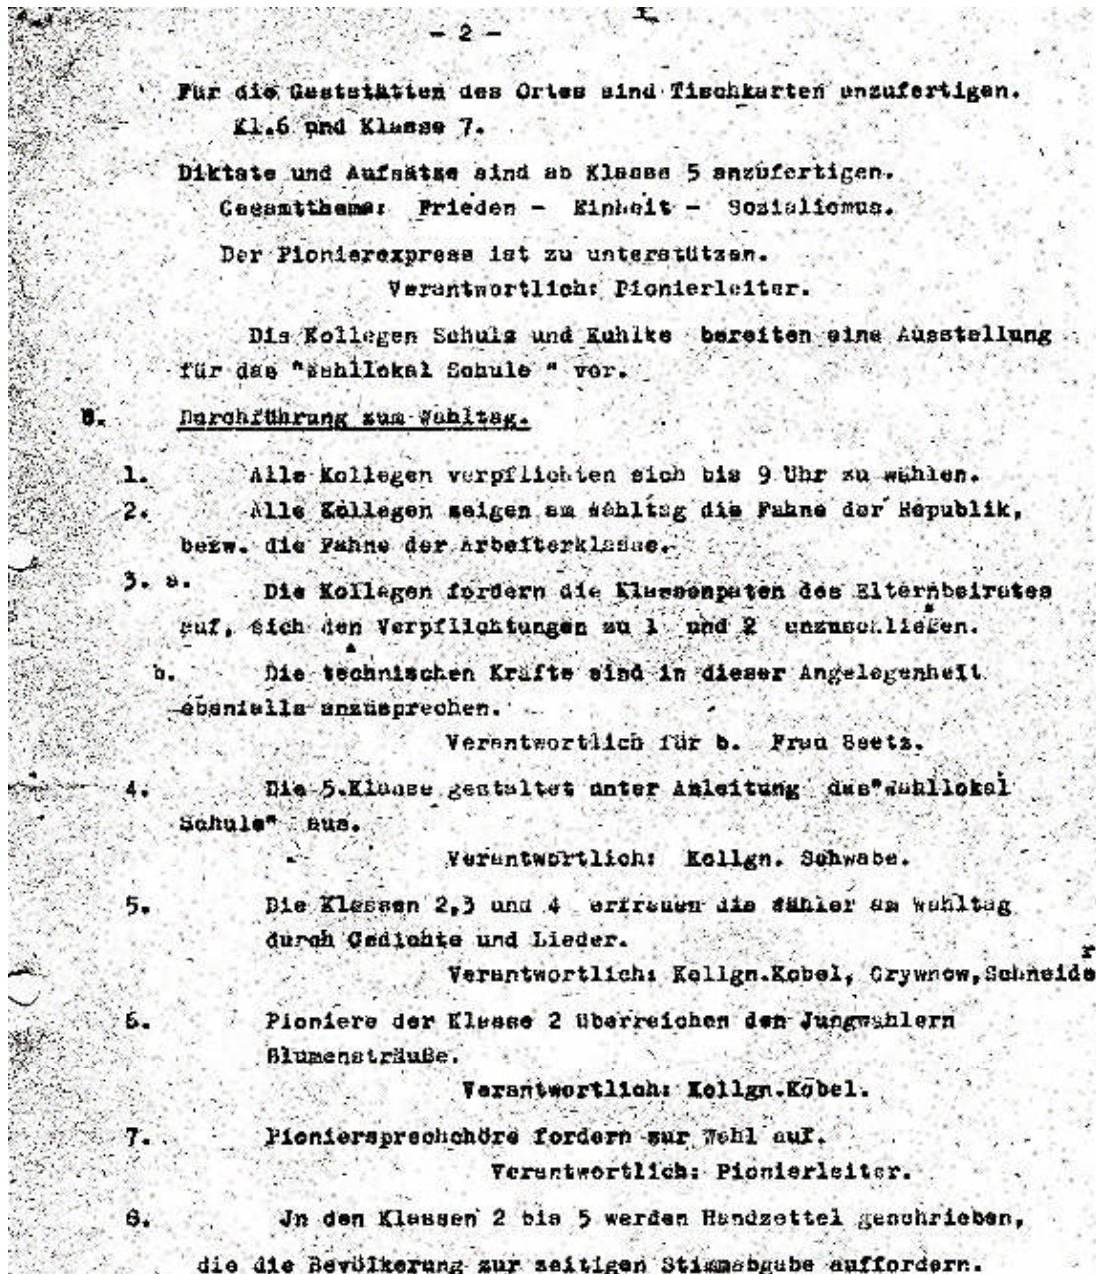 - 2 -
Für die Gaststätten des Ortes sind Tischkarten anzufertigen.
Kl.6 und Klasse 7.
Diktate und Aufsätze sind ab Klasse 5 anzufertigen.
Gesamtthema: Frieden - Einheit - Sozialismus.
Der Pionierexpress ist zu unterstützen.
Verantwortlich: Pionierleiter.
Die Kollegen Schulz und Kuhlke bereiten eine Ausstellung
für das "Wahllokal Schule " vor.
B. Durchführung zum Wahltag.
1. Alle Kollegen verpflichten sich bis 9 Uhr zu wählen.
2. Alle Kollegen zeigen am Wahltag die Fahne der Republik,
bezw. die Fahne der Arbeiterklasse.
3. a. Die Kollegen fordern die Klassenpaten des Elternbeirates
auf, sich den Verpflichtungen zu 1 und 2 anzuschließen.
b. Die technischen Kräfte sind in dieser Angelegenheit
ebenfalls anzusprechen.
Verantwortlich für b. Frau Seetz.
4. Die 5.Klasse gestaltet unter Anleitung das"Wahllokal
Schule" aus.
Verantwortlich: Kollgn. Schwabe.
5. Die Klassen 2,3 und 4 erfreuen die Wähler am Wahltag
durch Gedichte und Lieder.
Verantwortlich: Kollgn.Kobel, Grywnow,Schneider
6. Pioniere der Klasse 2 überreichen den Jungwählern
Blumensträuße.
Verantwortlich: Kollgn.Kobel.
7. Pioniersprechchöre fordern zur Wahl auf.
Verantwortlich: Pionierleiter.
8. Jn den Klassen 2 bis 5 werden Handzettel geschrieben,
die die Bevölkerung zur zeitigen Stimmabgabe auffordern.